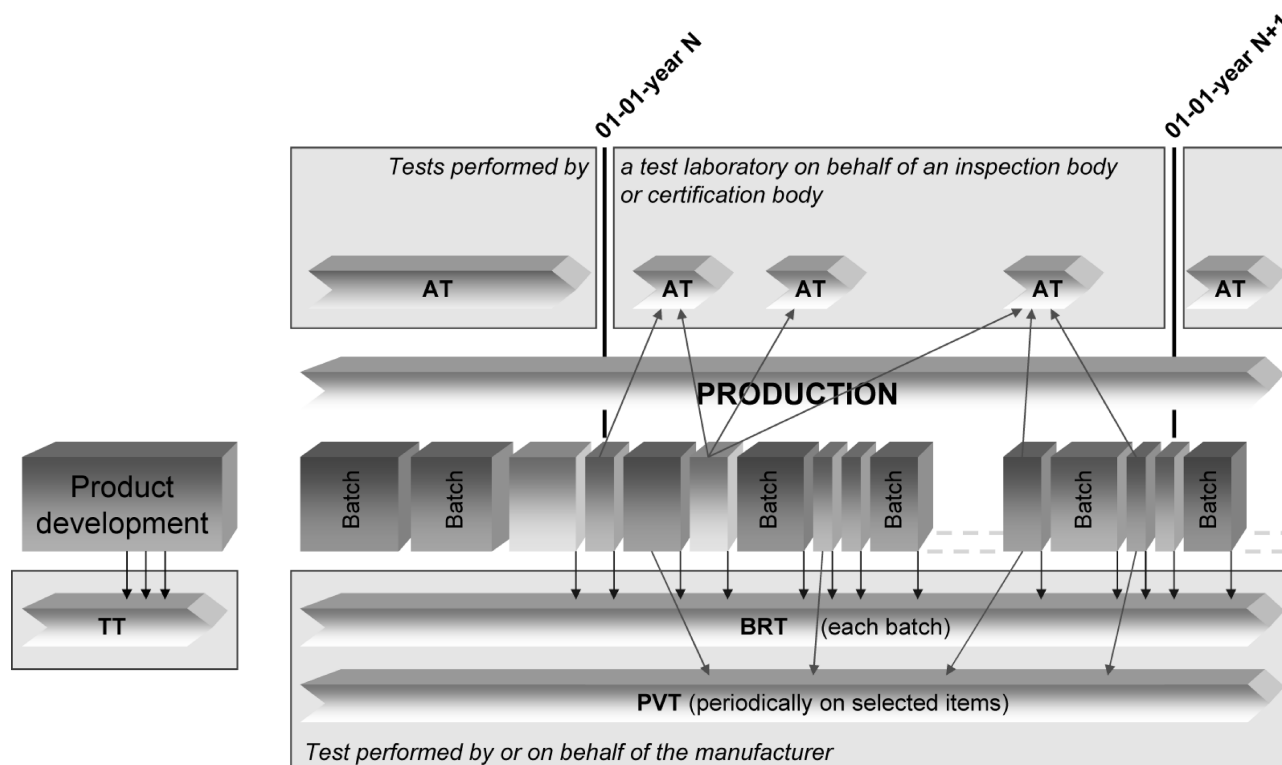 01-01-year N
01-01-year N+1
Tests performed by
a test laboratory on behalf of an inspection body
or certification body
AT
AT
AT
AT
AT
PRODUCTION
Product
development
Batch
Batch
Batch
Batch
Batch
Batch
TT
BRT (each batch)
PVT (periodically on selected items)
Test performed by or on behalf of the manufacturer